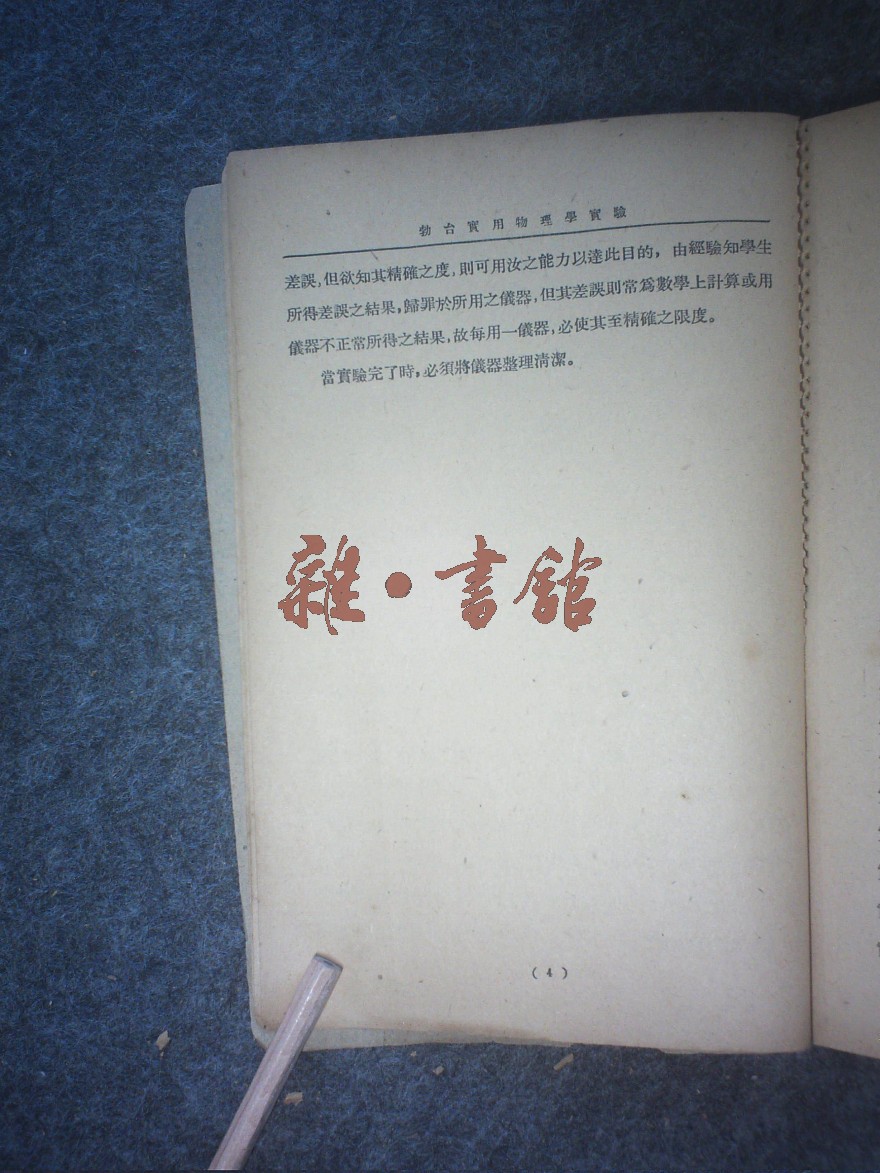 勃台實用物理學實驗
差誤,但欲知其精確之度,則可用汝之能力以達此目的,由經驗知學生
所得差誤之結果,歸罪於所用之儀器,但其差誤則常爲數學上計算或用
儀器不正常所得之結果,故每用一儀器,必使其至精確之限度。
當實驗完了時,必須將儀器整理清潔。
雜·書館
(4)